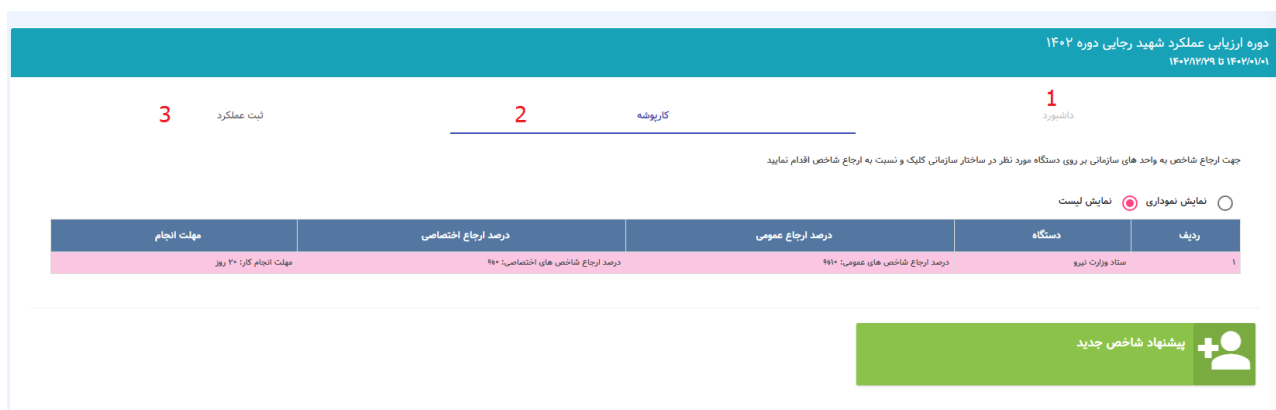 دوره ارزیابی عملکرد شهید رجایی دوره ۱۴۰۲
۱۴۰۲/۰۱/۰۱ تا ۱۴۰۲/۱۲/۲۹
1
داشبورد
کارپوشه
2
ثبت عملکرد
3
جهت ارجاع شاخص به واحد های سازمانی بر روی دستگاه مورد نظر در ساختار سازمانی کلیک و نسبت به ارجاع شاخص اقدام نمایید
نمایش نموداری نمایش لیست
ردیف دستگاه درصد ارجاع عمومی درصد ارجاع اختصاصی مهلت انجام
۱ ستاد وزارت نیرو درصد ارجاع شاخص های عمومی: ۱۰% درصد ارجاع شاخص های اختصاصی: ۰% مهلت انجام کار: ۲۰ روز
پیشنهاد شاخص جدید